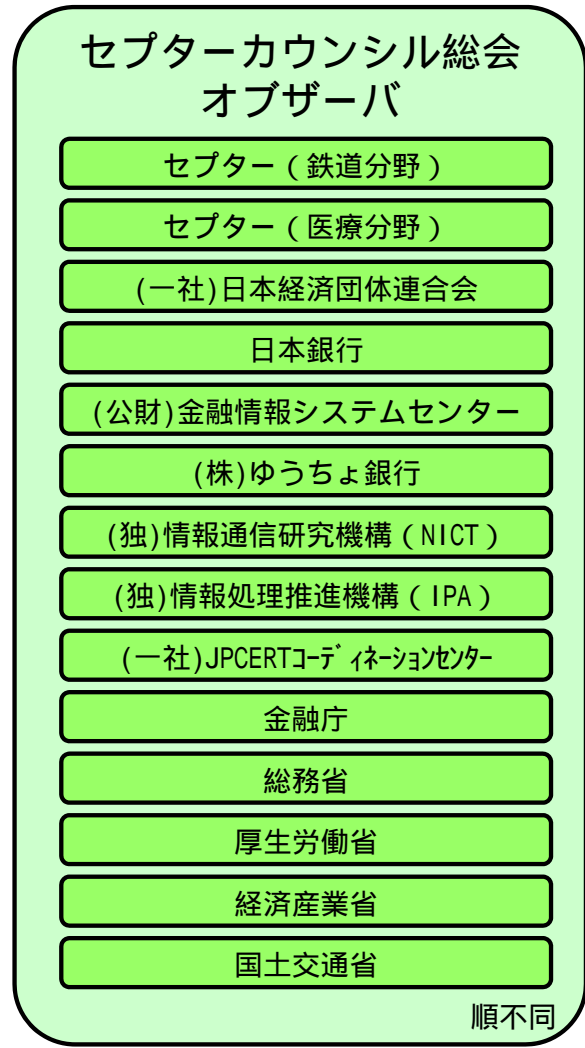 セプターカウンシル総会
オブザーバ
セプター（鉄道分野）
セプター（医療分野）
(一社)日本経済団体連合会
日本銀行
(公財)金融情報システムセンター
(株)ゆうちょ銀行
(独)情報通信研究機構（NICT）
(独)情報処理推進機構（IPA）
(一社)JPCERTｺｰﾃﾞｨﾈｰｼｮﾝｾﾝﾀｰ
金融庁
総務省
厚生労働省
経済産業省
国土交通省
順不同